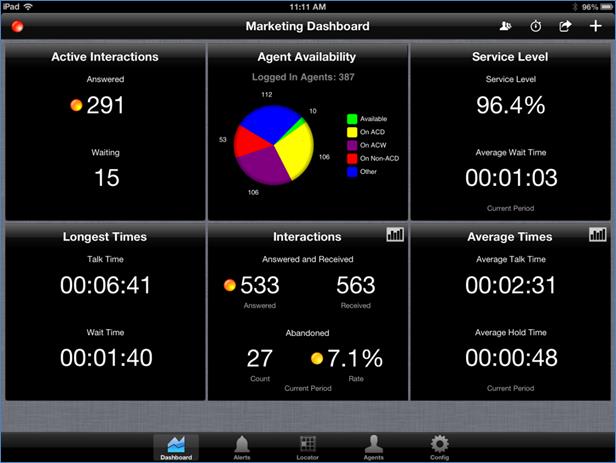 iPad 11:11 AM 96%
Marketing Dashboard
Active Interactions
Answered
291
Waiting
15
Agent Availability
Logged In Agents: 387
112
10
53
106
106
Available
On ACD
On ACW
On Non-ACD
Other
Service Level
Service Level
96.4%
Average Wait Time
00:01:03
Current Period
Longest Times
Talk Time
00:06:41
Wait Time
00:01:40
Interactions
Answered and Received
533 563
Answered Received
Abandoned
27 7.1%
Count Rate
Current Period
Average Times
Average Talk Time
00:02:31
Average Hold Time
00:00:48
Current Period
Dashboard Alerts Locator Agents Config